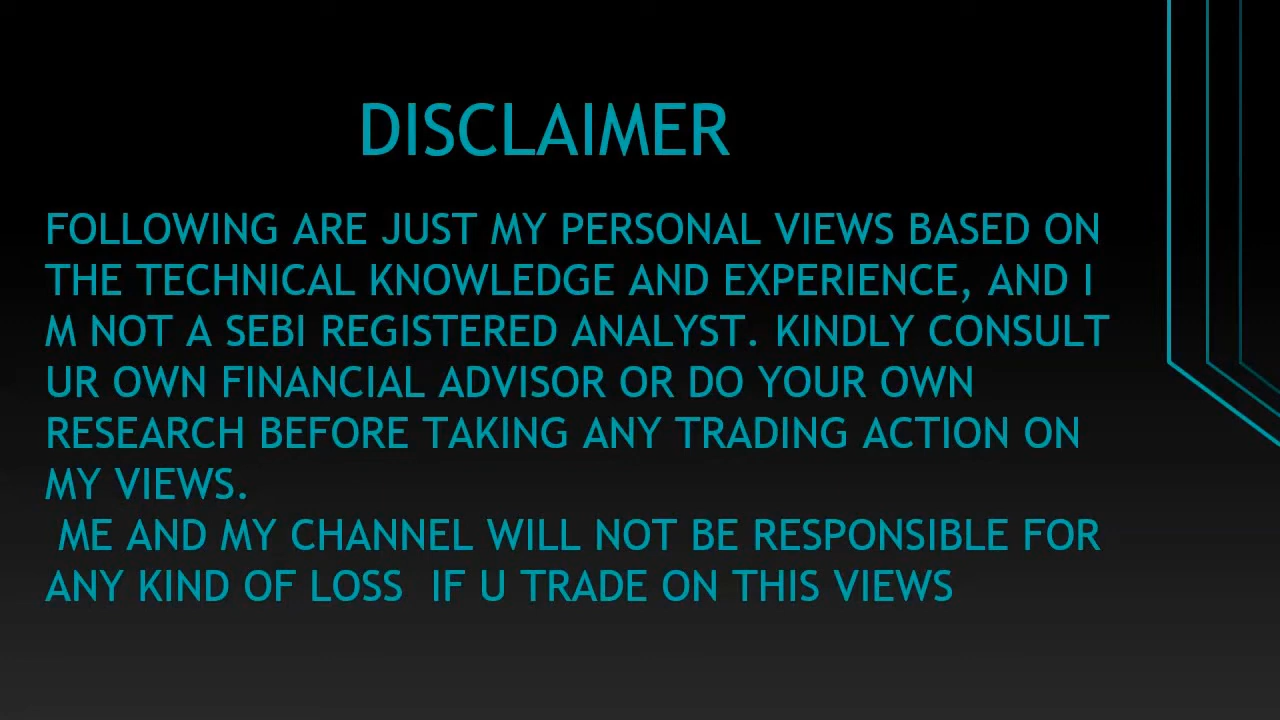 DISCLAIMER
FOLLOWING ARE JUST MY PERSONAL VIEWS BASED ON
THE TECHNICAL KNOWLEDGE AND EXPERIENCE, AND I
M NOT A SEBI REGISTERED ANALYST. KINDLY CONSULT
UR OWN FINANCIAL ADVISOR OR DO YOUR OWN
RESEARCH BEFORE TAKING ANY TRADING ACTION ON
MY VIEWS.
ME AND MY CHANNEL WILL NOT BE RESPONSIBLE FOR
ANY KIND OF LOSS  IF U TRADE ON THIS VIEWS